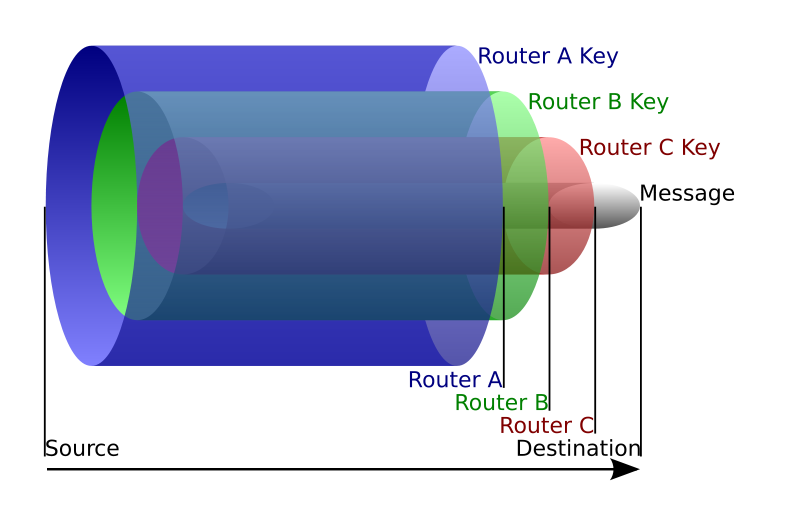 Router A Key
Router B Key
Router C Key
Message
Router A
Router B
Router C
Source
Destination